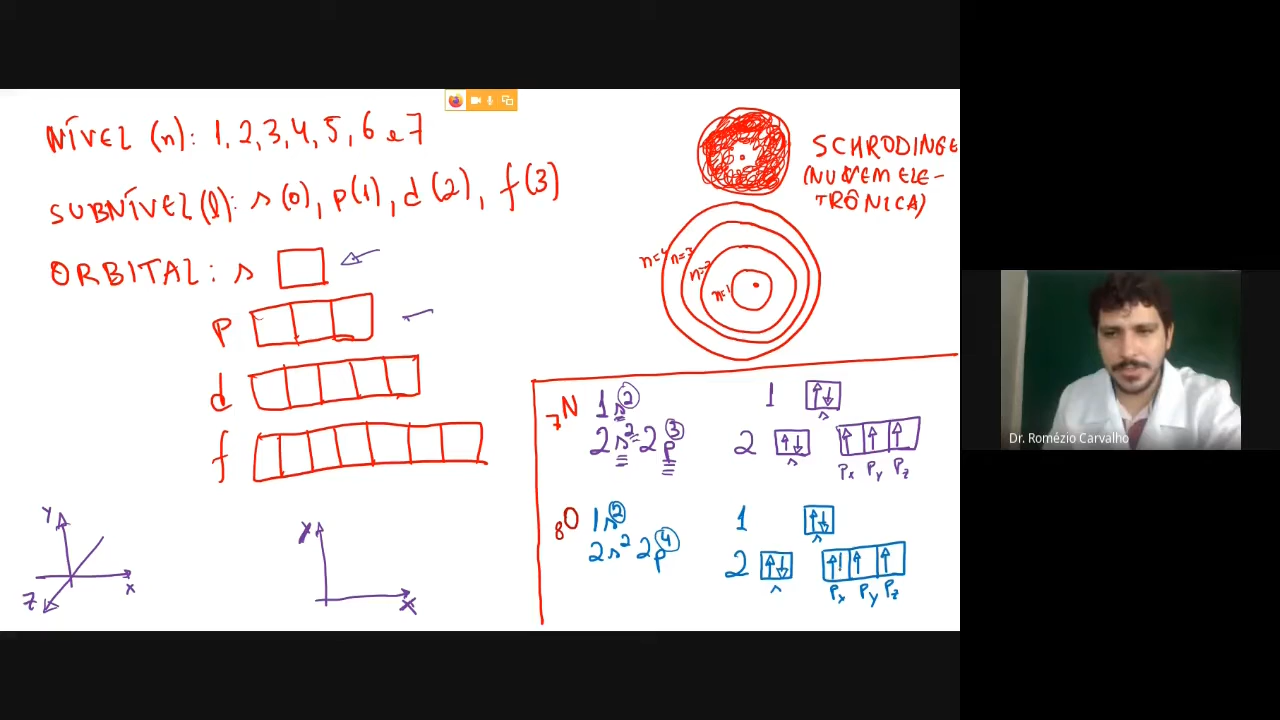 NÍVEL (n): 1, 2, 3, 4, 5, 6 e 7
SUBNÍVEL (l): s (0), p(1), d(2), f(3)
ORBITAL: s
p
d
f
Y
X
Z
Y
X
SCHRODINGE
(NUVEM ELE-
TRÔNICA)
n=4 n=3 n=2 n=1
7N 1s² 1 ↑↓
s
2s² 2p³ 2 ↑↓ ↑ ↑ ↑
s Px Py Pz
8O 1s² 1 ↑↓
s
2s² 2p⁴ 2 ↑↓ ↑| ↑ ↑
s Px Py Pz
Dr. Romézio Carvalho